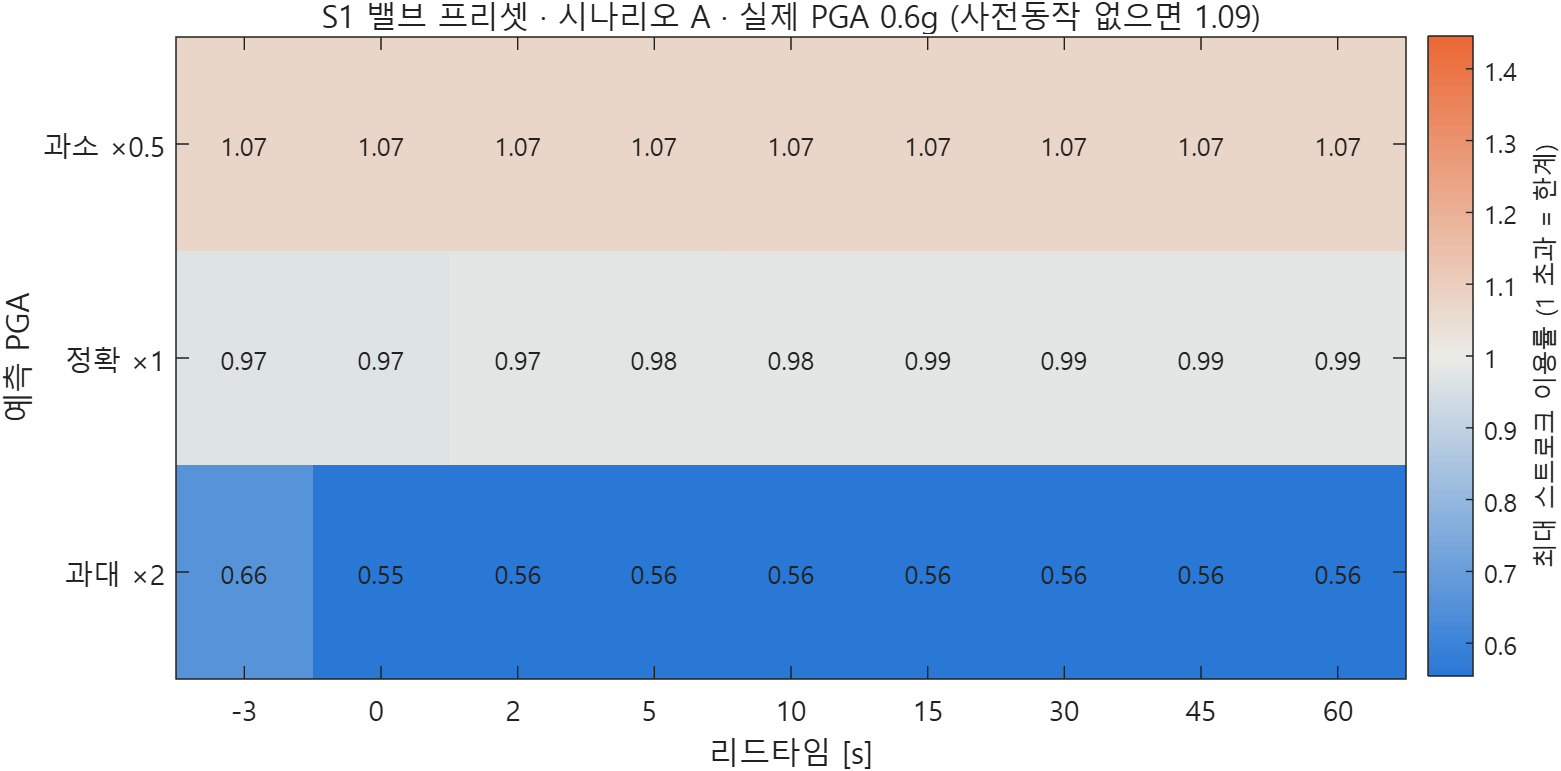 S1 밸브 프리셋 · 시나리오 A · 실제 PGA 0.6g (사전동작 없으면 1.09)
예측 PGA
과소 ×0.5 1.07 1.07 1.07 1.07 1.07 1.07 1.07 1.07 1.07
정확 ×1 0.97 0.97 0.97 0.98 0.98 0.99 0.99 0.99 0.99
과대 ×2 0.66 0.55 0.56 0.56 0.56 0.56 0.56 0.56 0.56
-3 0 2 5 10 15 30 45 60
리드타임 [s]
1.4
1.3
1.2
1.1
1
0.9
0.8
0.7
0.6
최대 스트로크 이용률 (1 초과 = 한계)